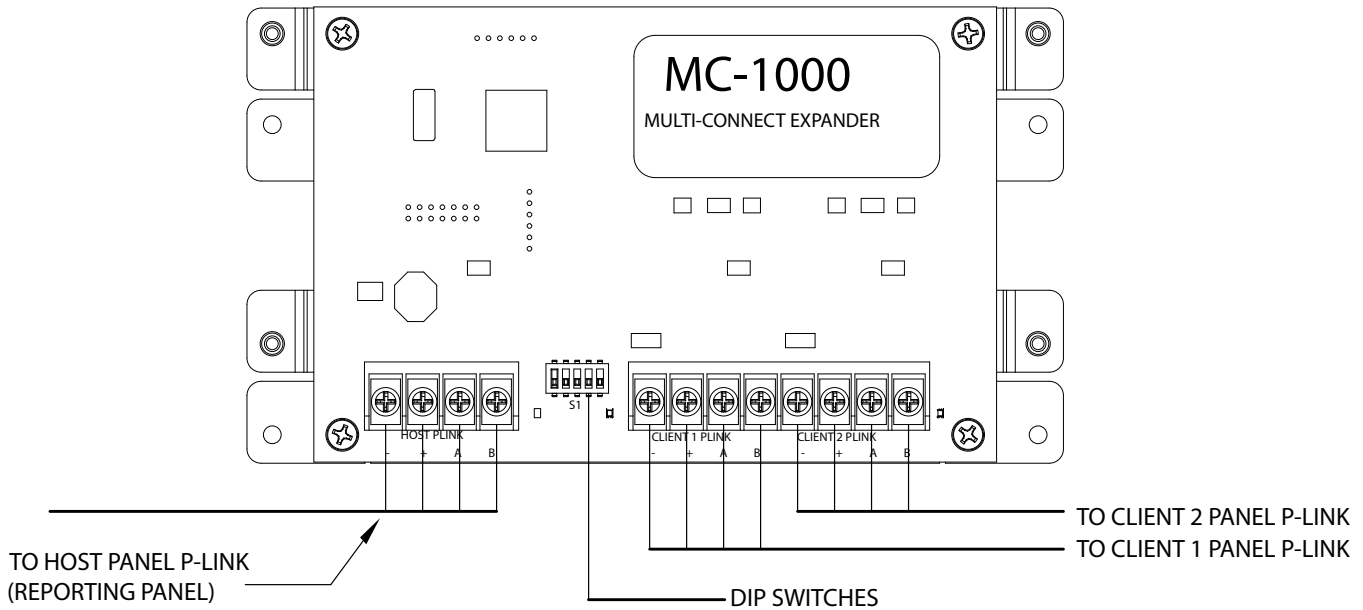 MC-1000
MULTI-CONNECT EXPANDER
S1
HOST PLINK
CLIENT 1 PLINK
CLIENT 2 PLINK
- + A B
- + A B
- + A B
TO CLIENT 2 PANEL P-LINK
TO CLIENT 1 PANEL P-LINK
TO HOST PANEL P-LINK
(REPORTING PANEL)
DIP SWITCHES